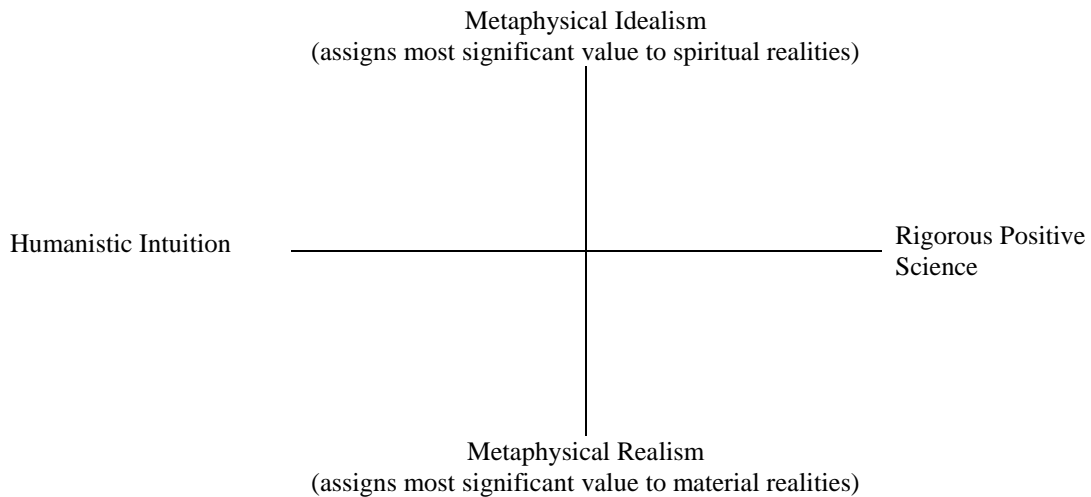 Metaphysical Idealism
(assigns most significant value to spiritual realities)
Humanistic Intuition
Rigorous Positive
Science
Metaphysical Realism
(assigns most significant value to material realities)